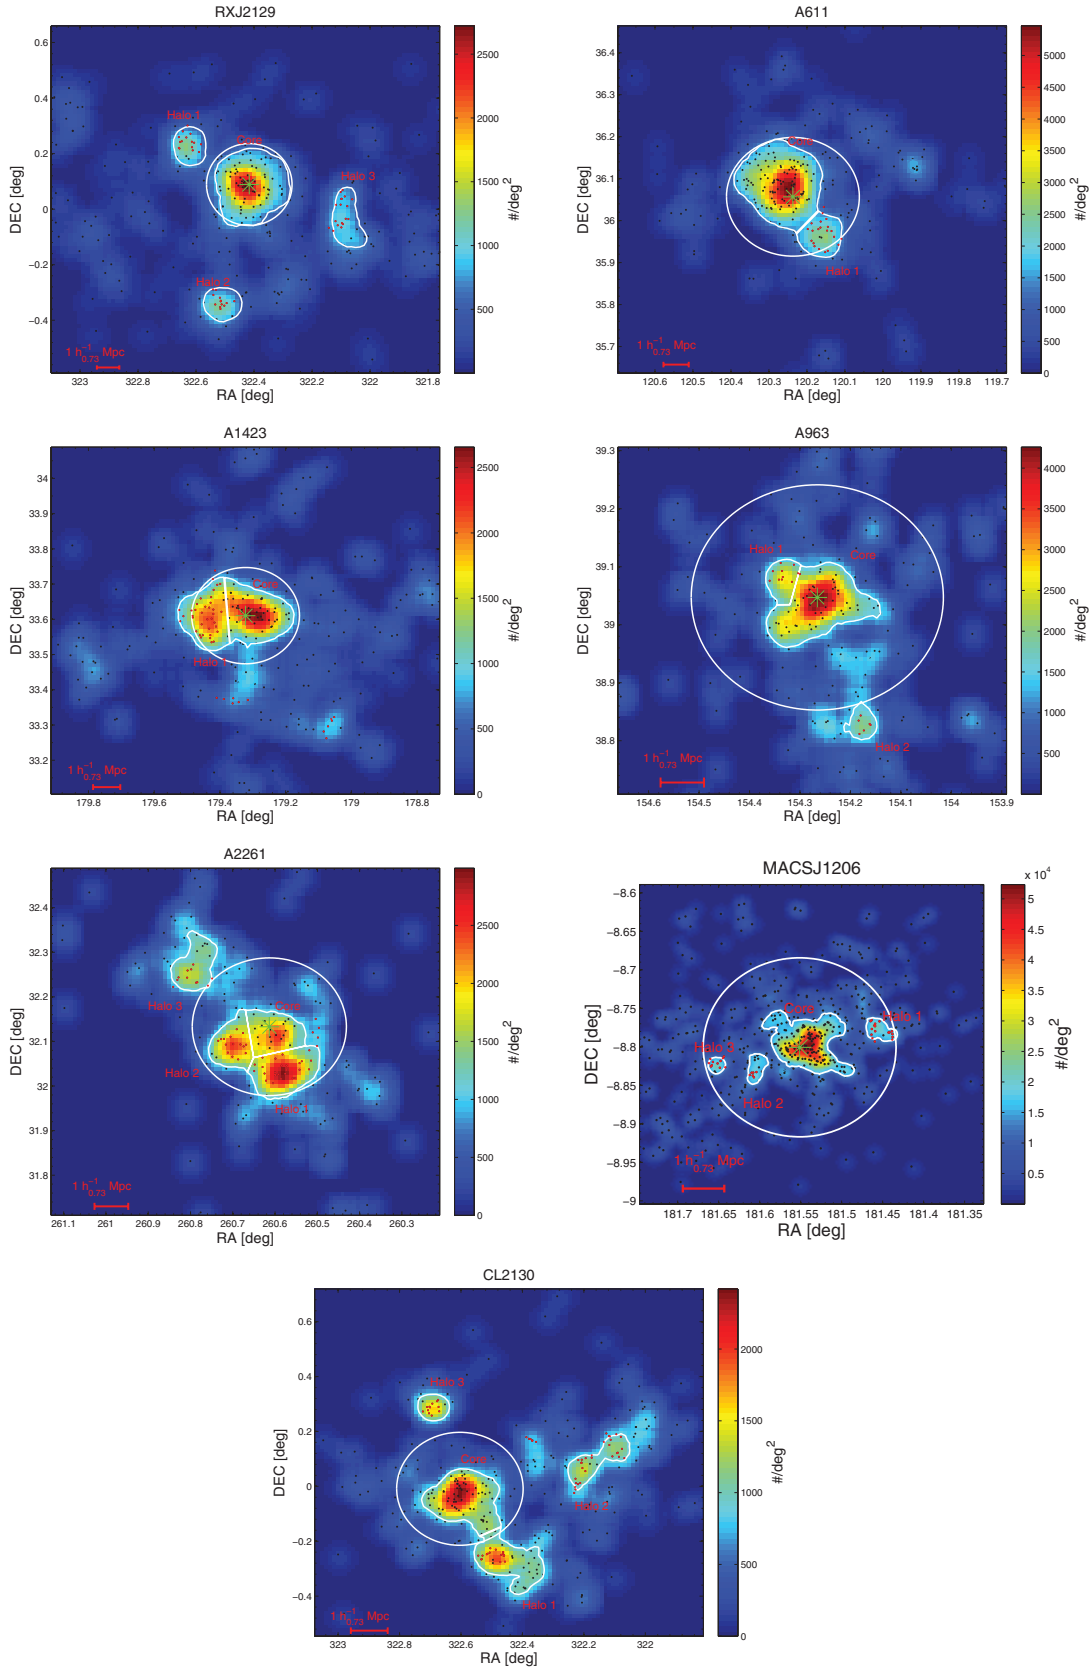 RXJ2129
0.6
0.4
0.2
0
−0.2
−0.4
DEC [deg]
Halo 1
Core
Halo 3
Halo 2
1 h⁻¹₀.₇₃ Mpc
323
322.8
322.6
322.4
322.2
322
321.8
RA [deg]
2500
2000
1500
1000
500
#/deg²
A611
36.4
36.3
36.2
36.1
36
35.9
35.8
35.7
DEC [deg]
Core
Halo 1
1 h⁻¹₀.₇₃ Mpc
120.6
120.5
120.4
120.3
120.2
120.1
120
119.9
119.8
119.7
RA [deg]
5000
4500
4000
3500
3000
2500
2000
1500
1000
500
0
#/deg²
A1423
34
33.9
33.8
33.7
33.6
33.5
33.4
33.3
33.2
DEC [deg]
Core
Halo 1
1 h⁻¹₀.₇₃ Mpc
179.8
179.6
179.4
179.2
179
178.8
RA [deg]
2500
2000
1500
1000
500
0
#/deg²
A963
39.3
39.2
39.1
39
38.9
38.8
DEC [deg]
Halo 1
Core
Halo 2
1 h⁻¹₀.₇₃ Mpc
154.6
154.5
154.4
154.3
154.2
154.1
154
153.9
RA [deg]
4000
3500
3000
2500
2000
1500
1000
500
#/deg²
A2261
32.4
32.3
32.2
32.1
32
31.9
31.8
DEC [deg]
Halo 3
Core
Halo 2
Halo 1
1 h⁻¹₀.₇₃ Mpc
261.1
261
260.9
260.8
260.7
260.6
260.5
260.4
260.3
RA [deg]
2500
2000
1500
1000
500
0
#/deg²
MACSJ1206
−8.6
−8.65
−8.7
−8.75
−8.8
−8.85
−8.9
−8.95
−9
DEC [deg]
Core
Halo 1
Halo 3
Halo 2
1 h⁻¹₀.₇₃ Mpc
181.7
181.65
181.6
181.55
181.5
181.45
181.4
181.35
RA [deg]
x 10⁴
5
4.5
4
3.5
3
2.5
2
1.5
1
0.5
#/deg²
CL2130
0.6
0.4
0.2
0
−0.2
−0.4
DEC [deg]
Halo 3
Core
Halo 2
Halo 1
1 h⁻¹₀.₇₃ Mpc
323
322.8
322.6
322.4
322.2
322
RA [deg]
2000
1500
1000
500
0
#/deg²